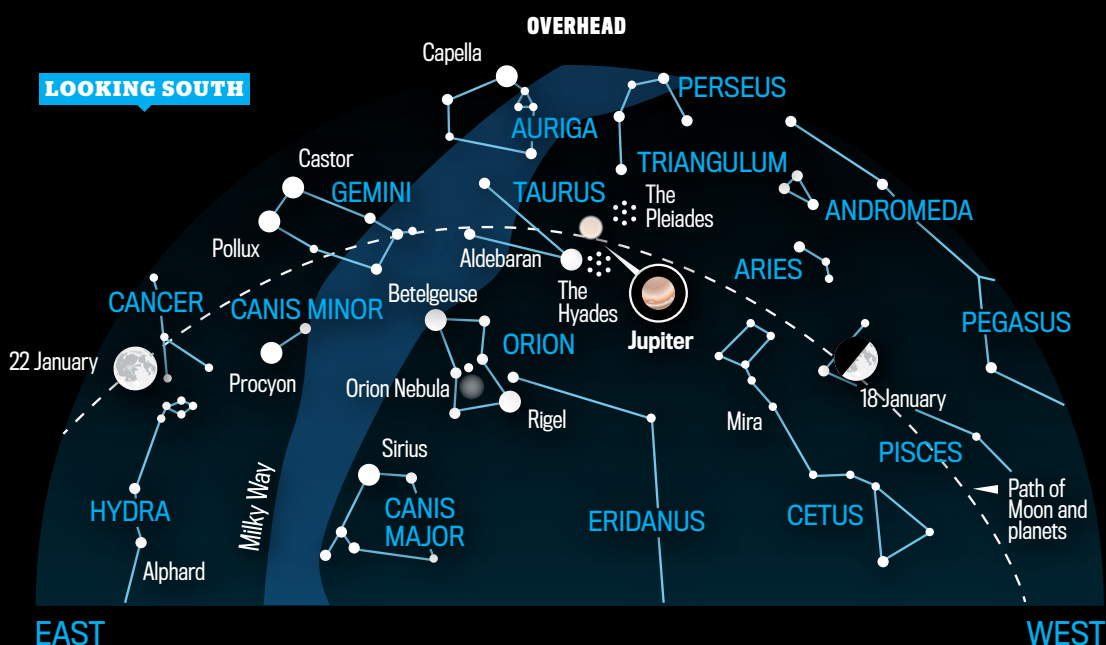 OVERHEAD
LOOKING SOUTH
Capella
PERSEUS
AURIGA
Castor
TRIANGULUM
GEMINI
TAURUS
The
Pleiades
ANDROMEDA
Pollux
Aldebaran
ARIES
The
Hyades
Betelgeuse
CANCER
CANIS MINOR
Jupiter
PEGASUS
ORION
22 January
Procyon
Orion Nebula
Rigel
18 January
Mira
Sirius
PISCES
Milky Way
HYDRA
CANIS
MAJOR
ERIDANUS
CETUS
Path of
Moon and
planets
Alphard
EAST
WEST